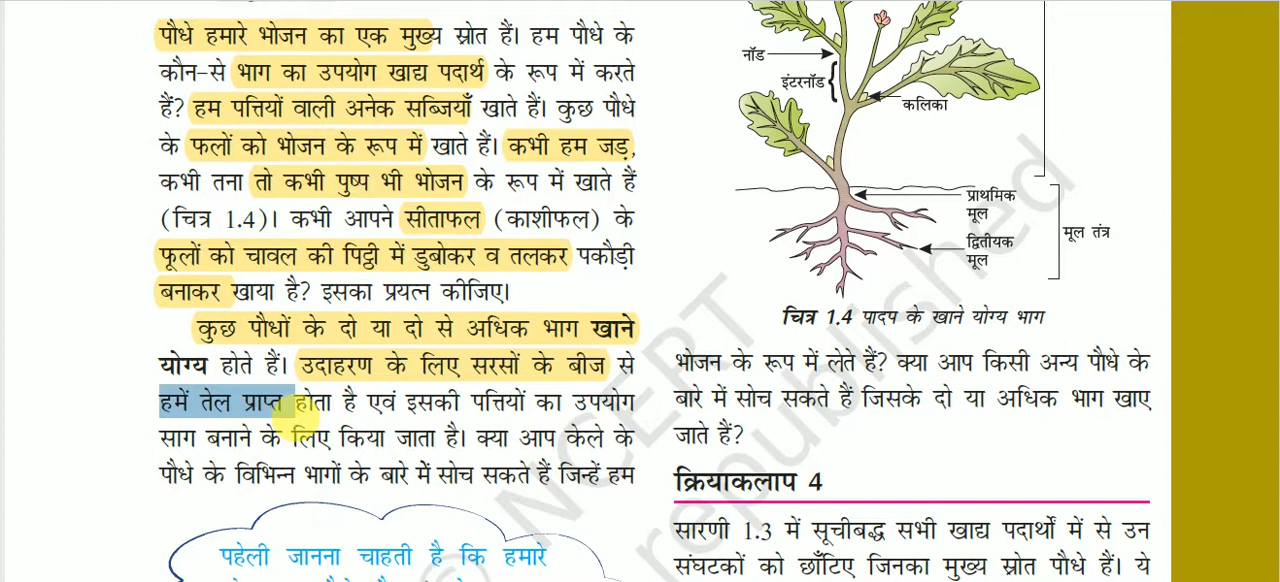 पौधे हमारे भोजन का एक मुख्य स्रोत हैं। हम पौधे के
कौन-से भाग का उपयोग खाद्य पदार्थ के रूप में करते
हैं? हम पत्तियों वाली अनेक सब्जियाँ खाते हैं। कुछ पौधों
के फलों को भोजन के रूप में खाते हैं। कभी हम जड़,
कभी तना तो कभी पुष्प भी भोजन के रूप में खाते हैं
(चित्र 1.4)। कभी आपने सीताफल (काशीफल) के
फूलों को चावल की पिट्ठी में डुबोकर व तलकर पकौड़ी
बनाकर खाया है? इसका प्रयत्न कीजिए।
कुछ पौधों के दो या दो से अधिक भाग खाने
योग्य होते हैं। उदाहरण के लिए सरसों के बीज से
हमें तेल प्राप्त होता है एवं इसकी पत्तियों का उपयोग
साग बनाने के लिए किया जाता है। क्या आप केले के
पौधे के विभिन्न भागों के बारे में सोच सकते हैं जिन्हें हम
पहेली जानना चाहती है कि हमारे
नॉड
इंटरनॉड
कलिका
प्राथमिक
मूल
द्वितीयक
मूल
मूल तंत्र
चित्र 1.4 पादप के खाने योग्य भाग
भोजन के रूप में लेते हैं? क्या आप किसी अन्य पौधे के
बारे में सोच सकते हैं जिसके दो या अधिक भाग खाए
जाते हैं?
क्रियाकलाप 4
सारणी 1.3 में सूचीबद्ध सभी खाद्य पदार्थों में से उन
संघटकों को छाँटिए जिनका मुख्य स्रोत पौधे हैं। ये
© NCERT
republished